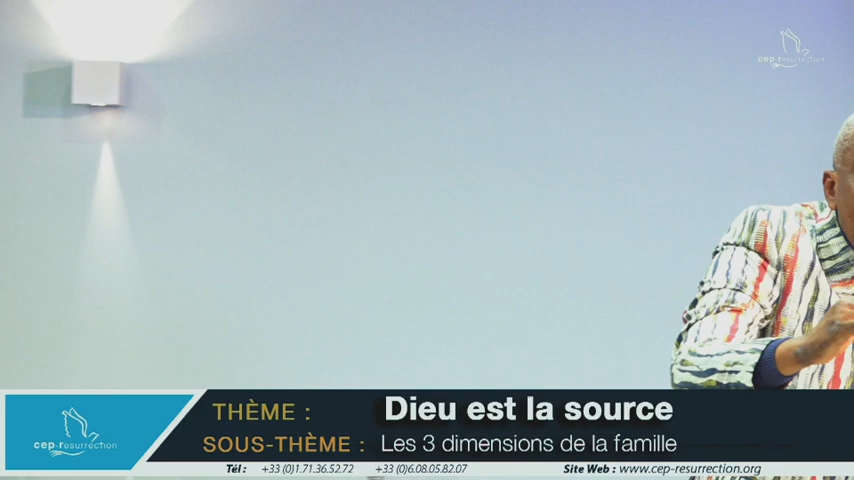 cep-resurrection
THÈME : Dieu est la source
SOUS-THÈME : Les 3 dimensions de la famille
cep-resurrection
Tél : +33 (0)1.71.36.52.72 +33 (0)6.08.05.82.07 Site Web : www.cep-resurrection.org